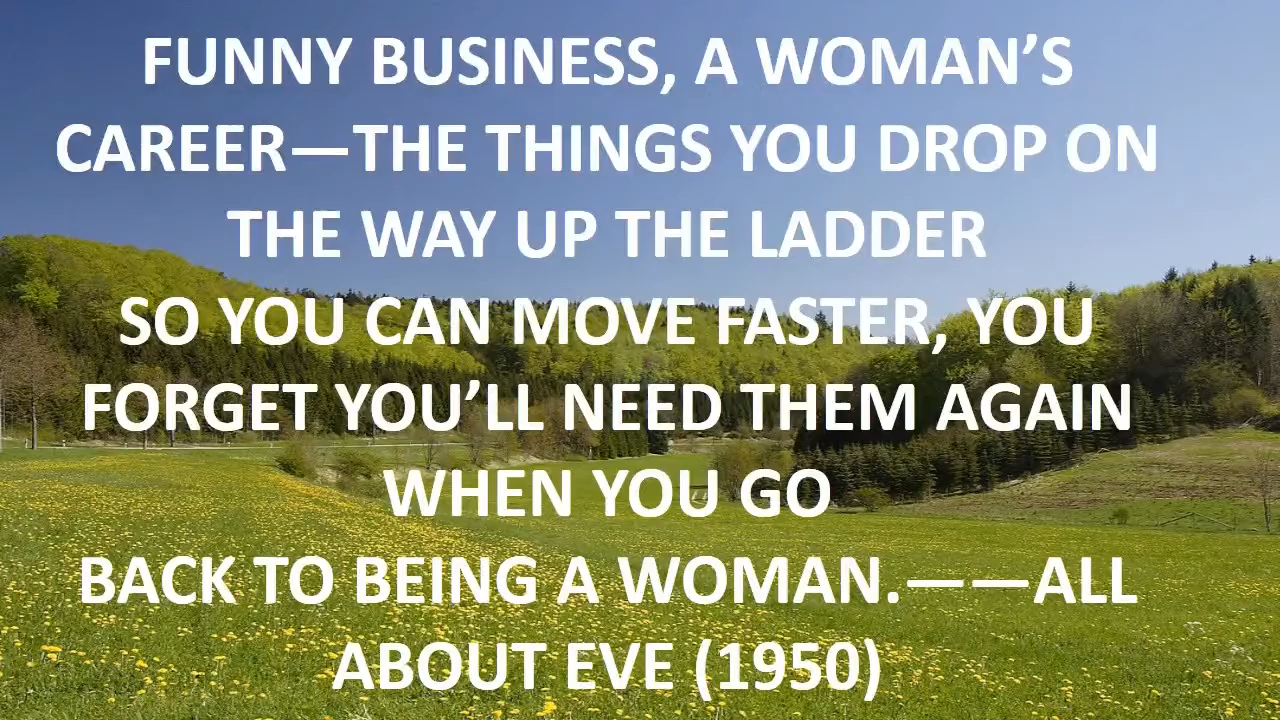 FUNNY BUSINESS, A WOMAN’S
CAREER—THE THINGS YOU DROP ON
THE WAY UP THE LADDER
SO YOU CAN MOVE FASTER, YOU
FORGET YOU’LL NEED THEM AGAIN
WHEN YOU GO
BACK TO BEING A WOMAN.——ALL
ABOUT EVE (1950)